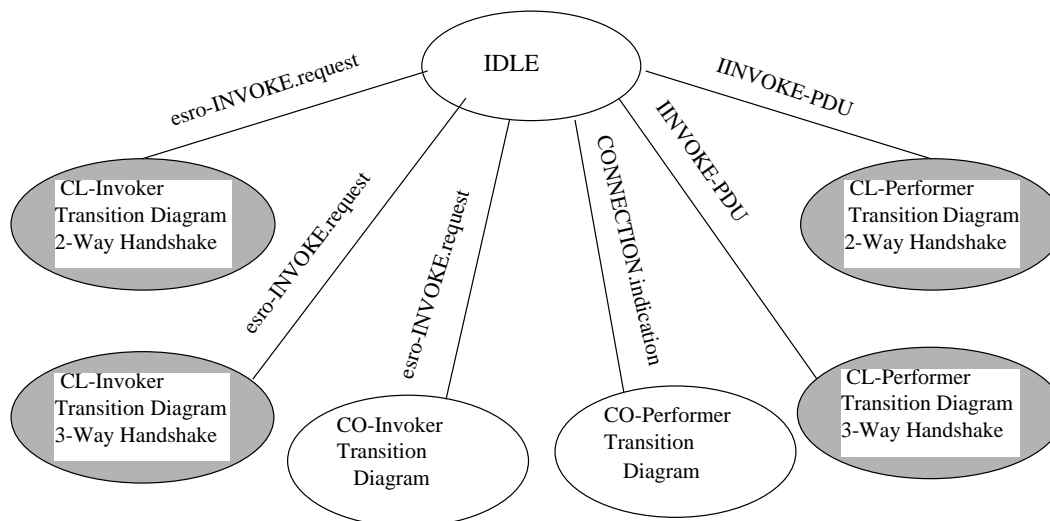 IDLE
esro-INVOKE.request
IINVOKE-PDU
esro-INVOKE.request
esro-INVOKE.request
CONNECTION.indication
IINVOKE-PDU
CL-Invoker
Transition Diagram
2-Way Handshake
CL-Performer
Transition Diagram
2-Way Handshake
CL-Invoker
Transition Diagram
3-Way Handshake
CO-Invoker
Transition
Diagram
CO-Performer
Transition
Diagram
CL-Performer
Transition Diagram
3-Way Handshake